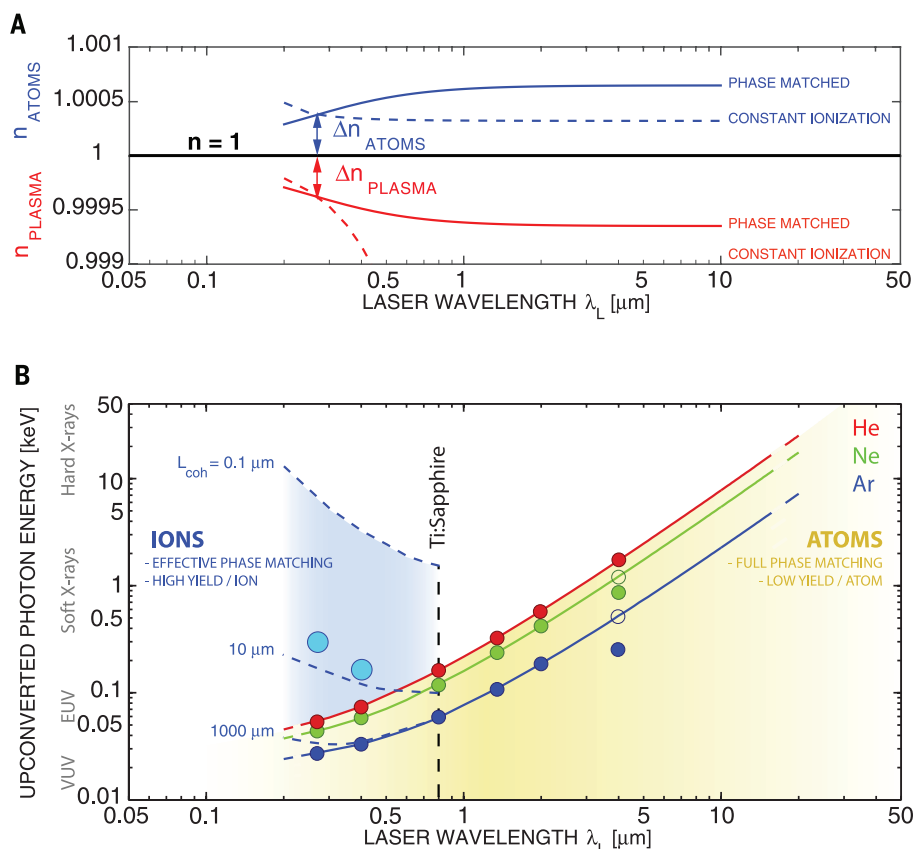 A
1.001
1.0005
1
0.9995
0.999
n ATOMS
n PLASMA
n = 1
Δn ATOMS
Δn PLASMA
PHASE MATCHED
CONSTANT IONIZATION
PHASE MATCHED
CONSTANT IONIZATION
0.05 0.1 0.5 1 5 10 50
LASER WAVELENGTH λL [µm]
B
UPCONVERTED PHOTON ENERGY [keV]
Hard X-rays
Soft X-rays
EUV
VUV
50
10
5
1
0.5
0.1
0.05
0.01
Lcoh = 0.1 µm
10 µm
1000 µm
IONS
- EFFECTIVE PHASE MATCHING
- HIGH YIELD / ION
Ti:Sapphire
He
Ne
Ar
ATOMS
- FULL PHASE MATCHING
- LOW YIELD / ATOM
0.05 0.1 0.5 1 5 10 50
LASER WAVELENGTH λL [µm]